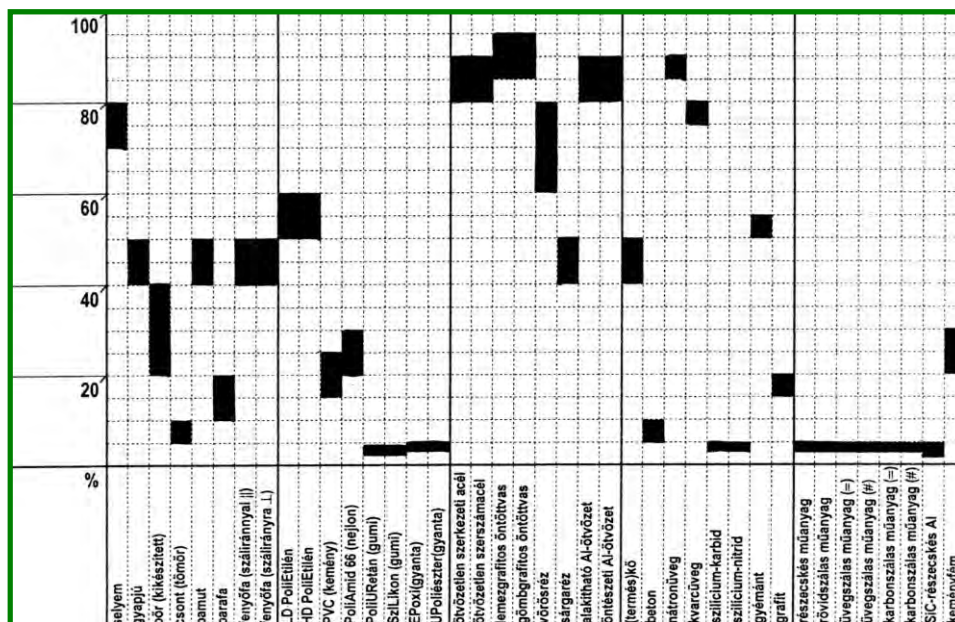 100
80
60
40
20
%
selyem
gyapjú
bőr (kikészített)
csont (tömör)
pamut
parafa
fenyőfa (száliránnyal ||)
fenyőfa (szálirányra ⊥)
LD PoliEtilén
HD PoliEtilén
PVC (kemény)
PoliAmid 66 (nejlon)
PoliURetán (gumi)
SzILIkon (gumi)
EPoxi(gyanta)
UPoliészter(gyanta)
ötvözetlen szerkezeti acél
ötvözetlen szerszámacél
lemezgrafitos öntöttvas
gömbgrafitos öntöttvas
vörösréz
sárgaréz
alakítható Al-ötvözet
öntészeti Al-ötvözet
(termés)kő
beton
nátronüveg
kvarcüveg
szilícium-karbid
szilícium-nitrid
gyémánt
grafit
részecskés műanyag
rövidszálas műanyag
üvegszálas műanyag (=)
üvegszálas műanyag (#)
karbonszálas műanyag (=)
karbonszálas műanyag (#)
SiC-részecskés Al
keményfém